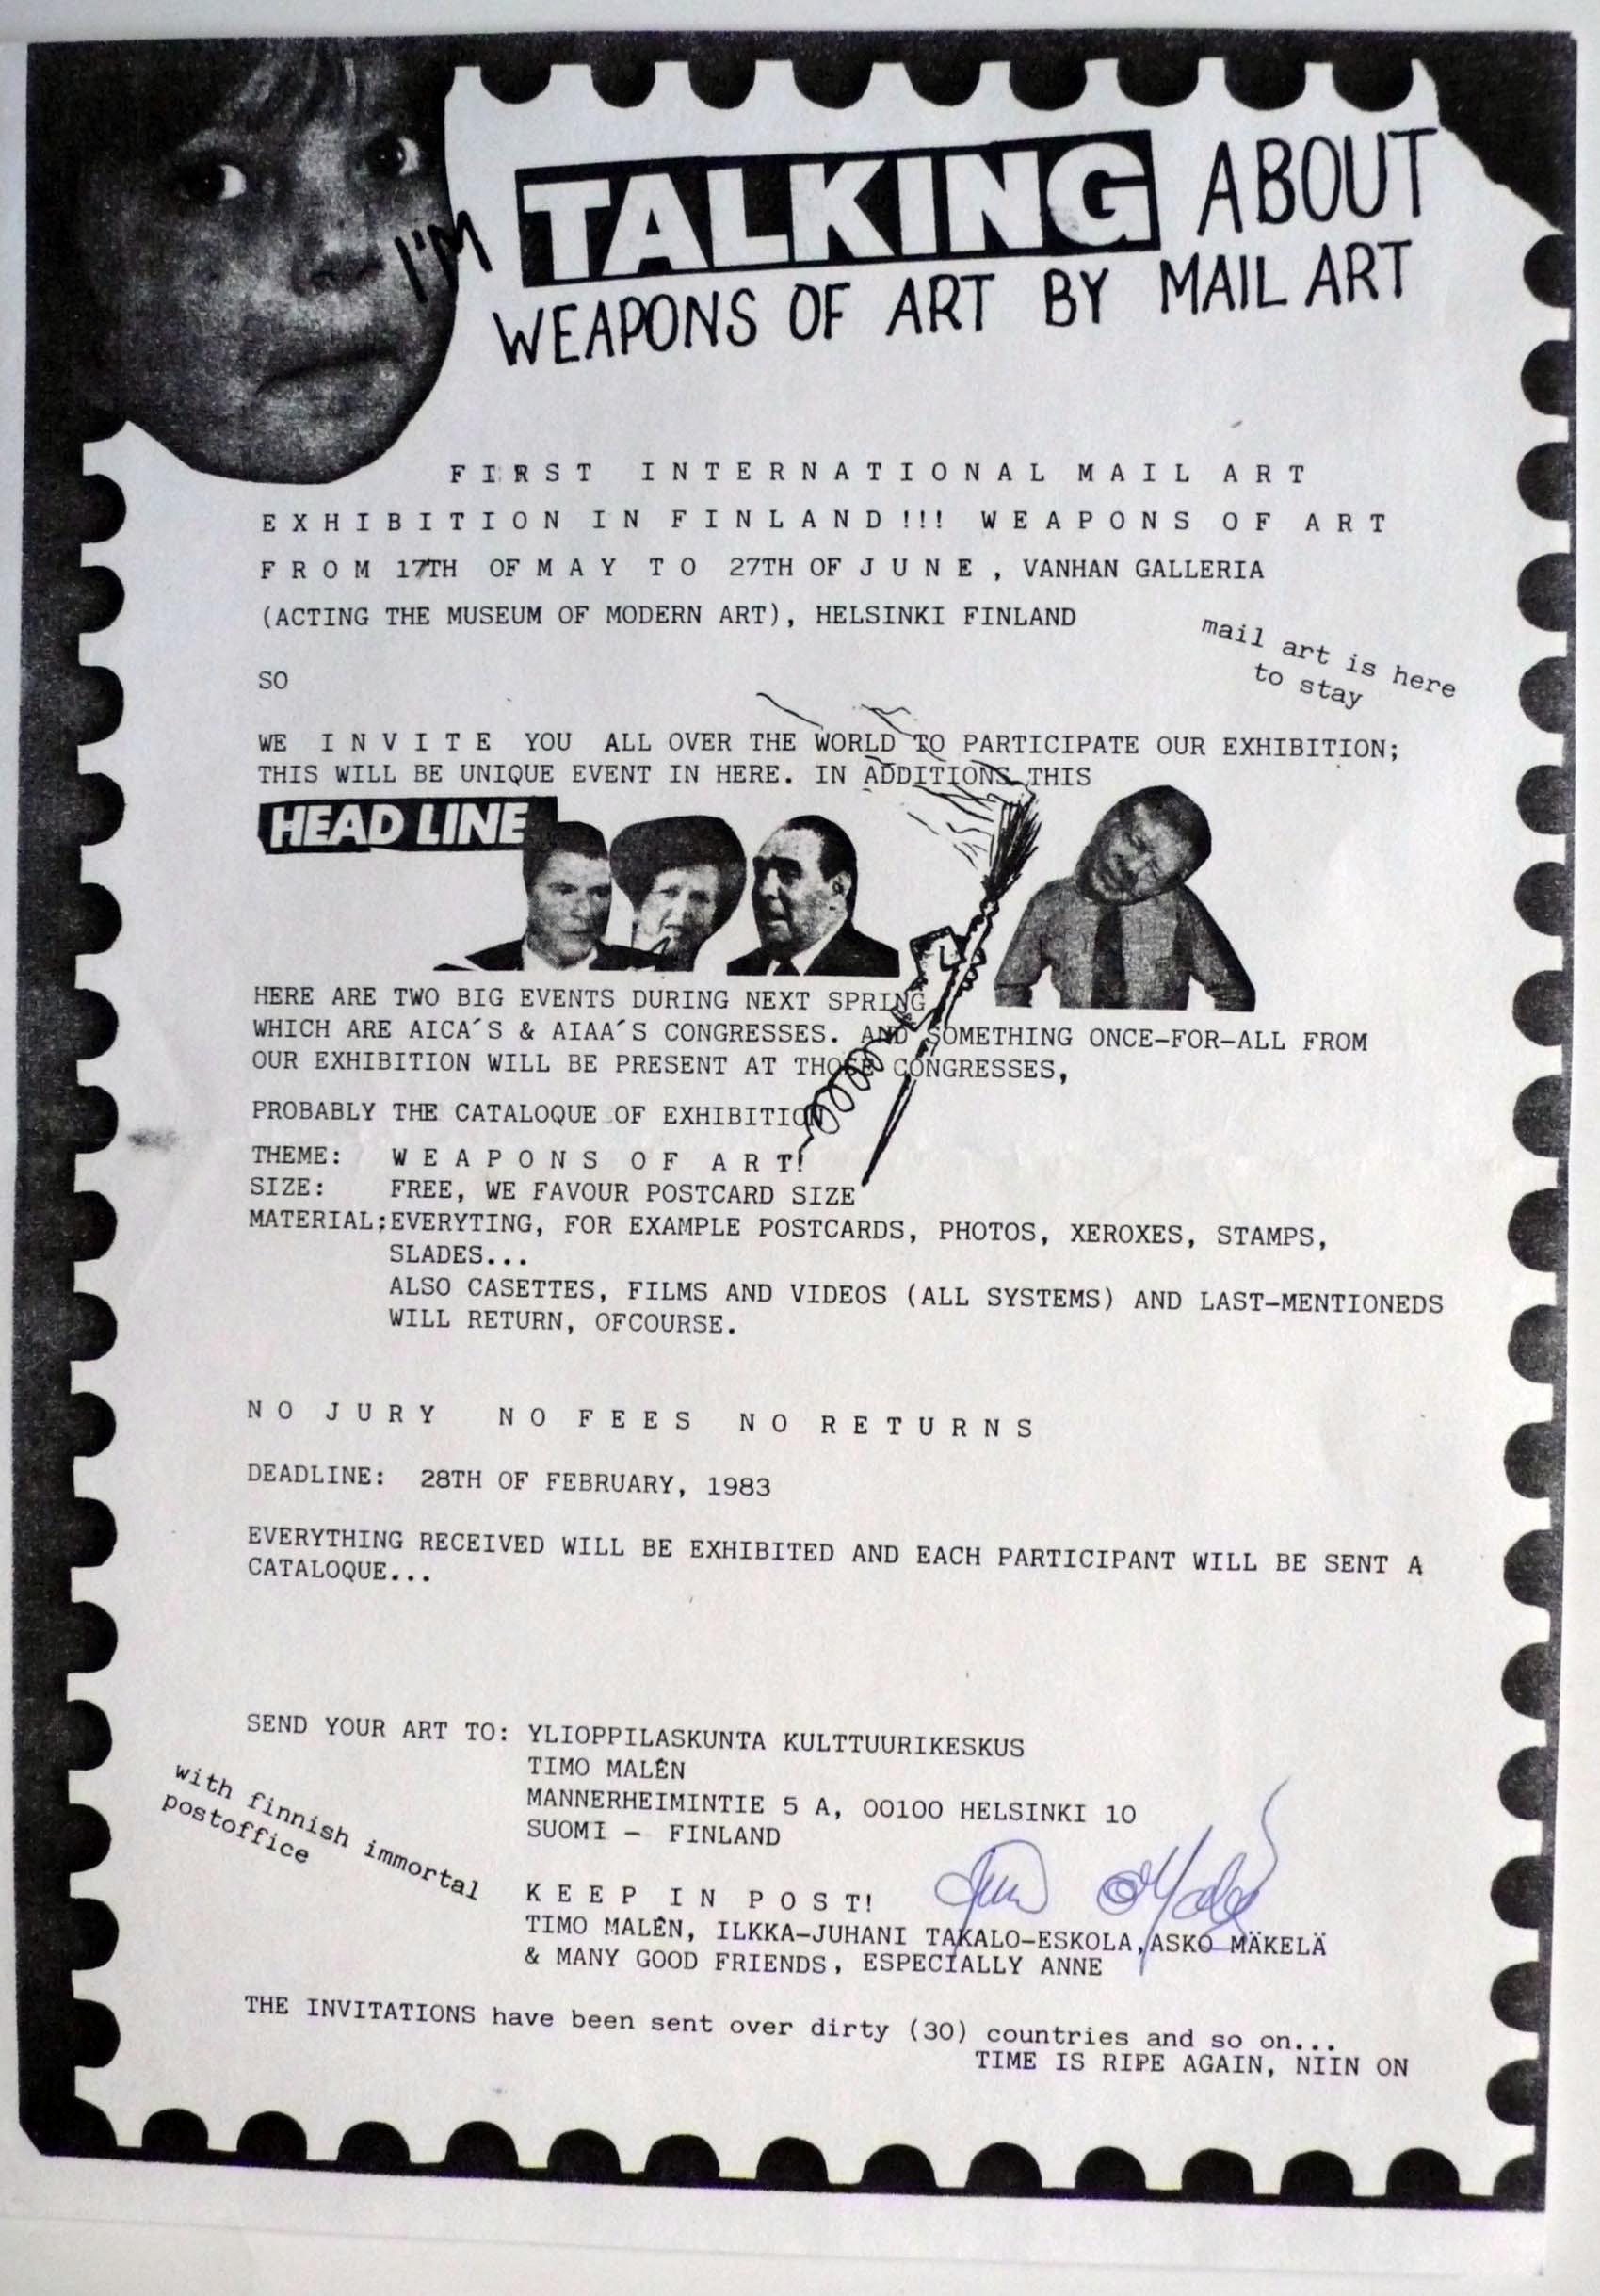 I'M TALKING ABOUT
WEAPONS OF ART BY MAIL ART
FIRST INTERNATIONAL MAIL ART
EXHIBITION IN FINLAND!!! WEAPONS OF ART
FROM 17TH OF MAY TO 27TH OF JUNE, VANHAN GALLERIA
(ACTING THE MUSEUM OF MODERN ART), HELSINKI FINLAND
mail art is here
to stay
SO
WE INVITE YOU ALL OVER THE WORLD TO PARTICIPATE OUR EXHIBITION;
THIS WILL BE UNIQUE EVENT IN HERE. IN ADDITIONS THIS
HEAD LINE
HERE ARE TWO BIG EVENTS DURING NEXT SPRING
WHICH ARE AICA´S & AIAA´S CONGRESSES. AND SOMETHING ONCE-FOR-ALL FROM
OUR EXHIBITION WILL BE PRESENT AT THOSE CONGRESSES,
PROBABLY THE CATALOQUE OF EXHIBITION
THEME: WEAPONS OF ART!
SIZE: FREE, WE FAVOUR POSTCARD SIZE
MATERIAL;EVERYTING, FOR EXAMPLE POSTCARDS, PHOTOS, XEROXES, STAMPS,
SLADES...
ALSO CASETTES, FILMS AND VIDEOS (ALL SYSTEMS) AND LAST-MENTIONEDS
WILL RETURN, OFCOURSE.
NO JURY NO FEES NO RETURNS
DEADLINE: 28TH OF FEBRUARY, 1983
EVERYTHING RECEIVED WILL BE EXHIBITED AND EACH PARTICIPANT WILL BE SENT A
CATALOQUE...
SEND YOUR ART TO: YLIOPPILASKUNTA KULTTUURIKESKUS
TIMO MALÊN
MANNERHEIMINTIE 5 A, 00100 HELSINKI 10
SUOMI - FINLAND
with finnish immortal
postoffice
KEEP IN POST!
TIMO MALÊN, ILKKA-JUHANI TAKALO-ESKOLA,ASKO MÄKELÄ
& MANY GOOD FRIENDS, ESPECIALLY ANNE
THE INVITATIONS have been sent over dirty (30) countries and so on...
TIME IS RIPE AGAIN, NIIN ON